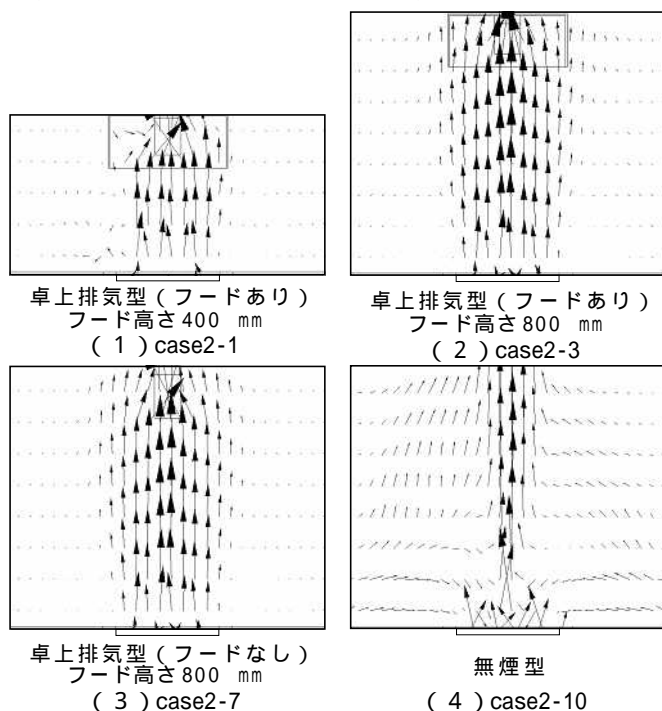 卓上排気型（フードあり）
フード高さ400 mm
（1）case2-1
卓上排気型（フードあり）
フード高さ800 mm
（2）case2-3
卓上排気型（フードなし）
フード高さ800 mm
（3）case2-7
無煙型
（4）case2-10